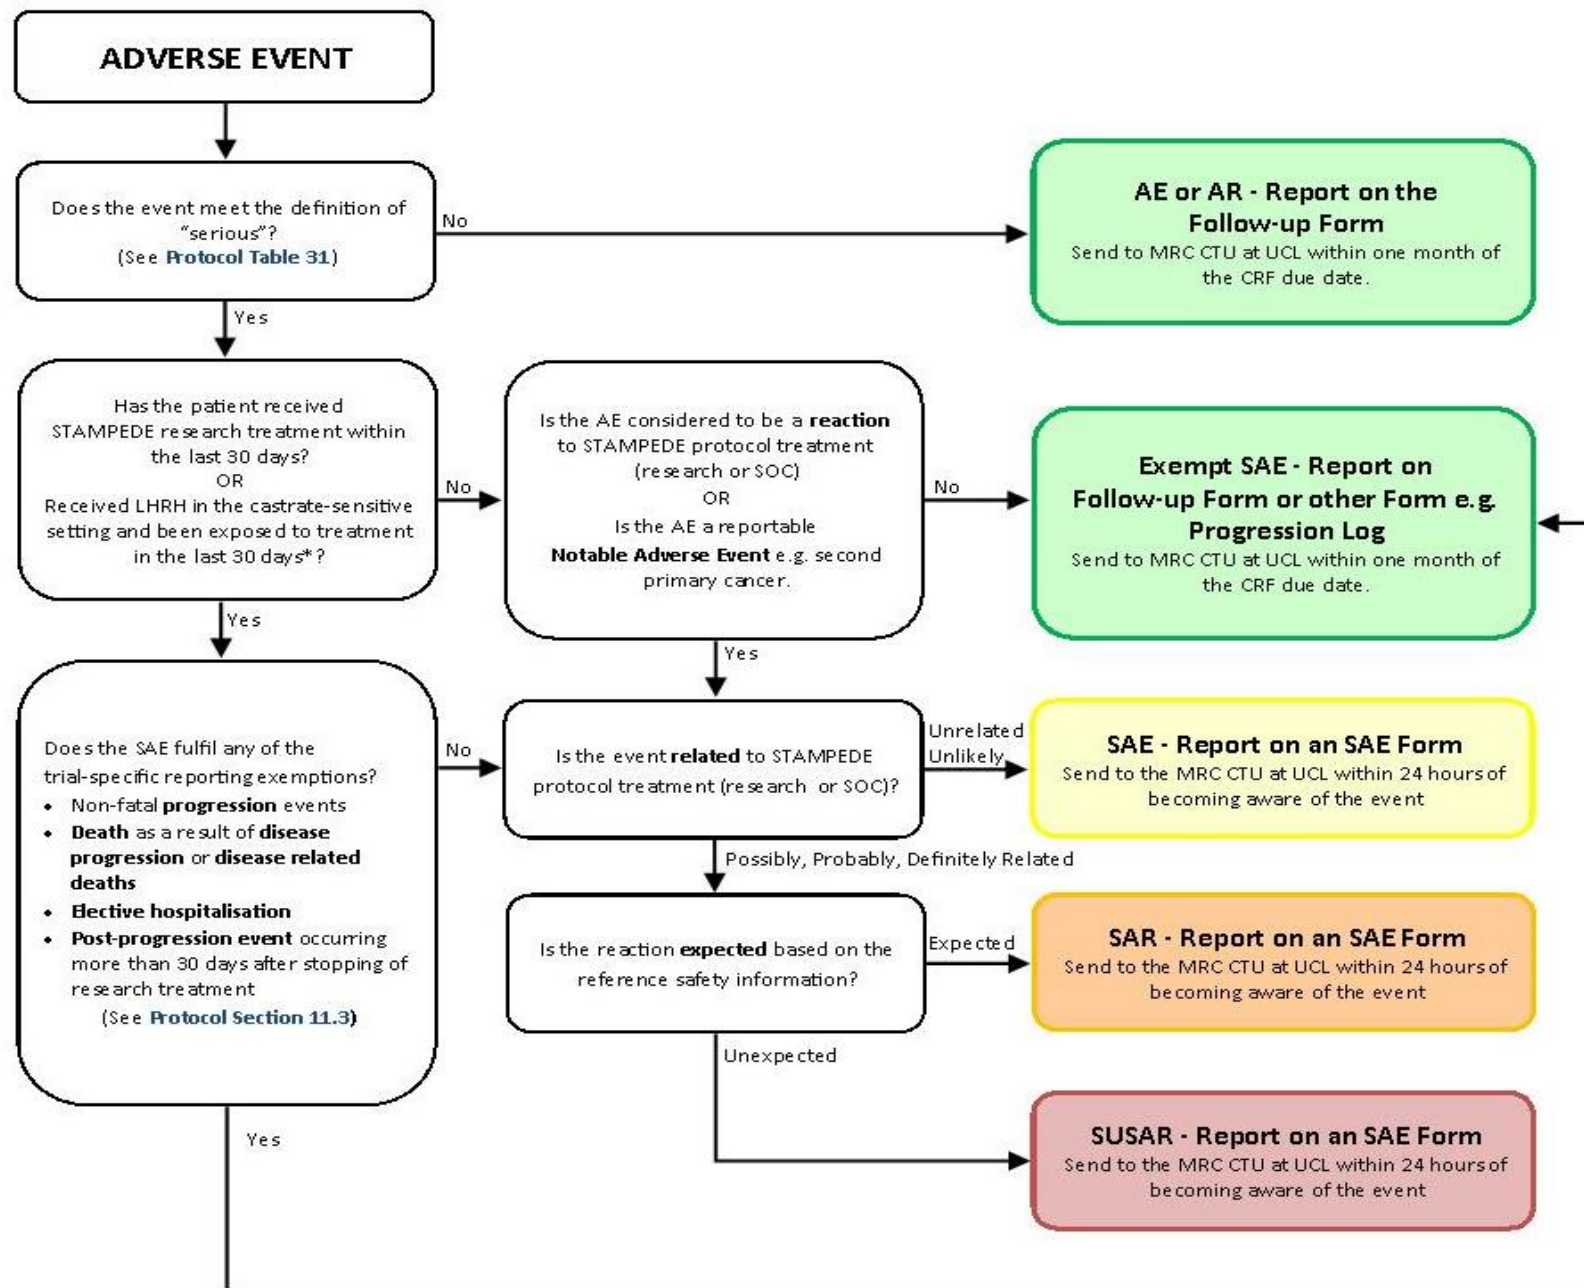 ADVERSE EVENT
Does the event meet the definition of
“serious”?
(See Protocol Table 31)
No
AE or AR - Report on the
Follow-up Form
Send to MRC CTU at UCL within one month of
the CRF due date.
Yes
Has the patient received
STAMPEDE research treatment within
the last 30 days?
OR
Received LHRH in the castrate-sensitive
setting and been exposed to treatment
in the last 30 days*?
No
Is the AE considered to be a reaction
to STAMPEDE protocol treatment
(research or SOC)
OR
Is the AE a reportable
Notable Adverse Event e.g. second
primary cancer.
No
Exempt SAE - Report on
Follow-up Form or other Form e.g.
Progression Log
Send to MRC CTU at UCL within one month of
the CRF due date.
Yes
Yes
Does the SAE fulfil any of the
trial-specific reporting exemptions?
• Non-fatal progression events
• Death as a result of disease
progression or disease related
deaths
• Elective hospitalisation
• Post-progression event occurring
more than 30 days after stopping of
research treatment
(See Protocol Section 11.3)
No
Is the event related to STAMPEDE
protocol treatment (research or SOC)?
Unrelated
Unlikely
SAE - Report on an SAE Form
Send to the MRC CTU at UCL within 24 hours of
becoming aware of the event
Possibly, Probably, Definitely Related
Is the reaction expected based on the
reference safety information?
Expected
SAR - Report on an SAE Form
Send to the MRC CTU at UCL within 24 hours of
becoming aware of the event
Unexpected
SUSAR - Report on an SAE Form
Send to the MRC CTU at UCL within 24 hours of
becoming aware of the event
Yes